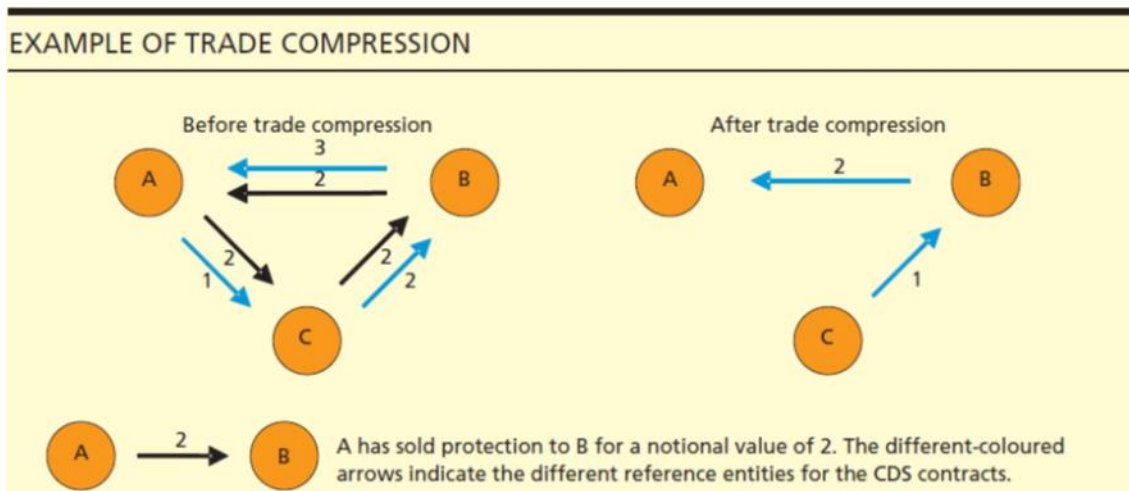 EXAMPLE OF TRADE COMPRESSION
Before trade compression
After trade compression
3
2
A
B
2
1
2
2
C
2
A
B
1
C
A
2
B
A has sold protection to B for a notional value of 2. The different-coloured
arrows indicate the different reference entities for the CDS contracts.